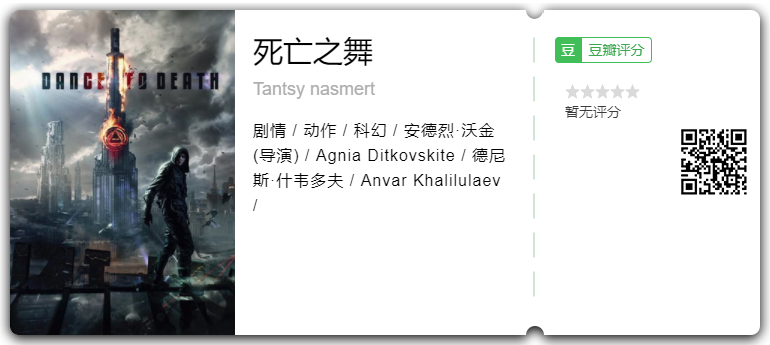 DANCE TO DEATH
死亡之舞
Tantsy nasmert
剧情 / 动作 / 科幻 / 安德烈·沃金
(导演) / Agnia Ditkovskite / 德尼
斯·什韦多夫 / Anvar Khalilulaev
/
豆 豆瓣评分
暂无评分